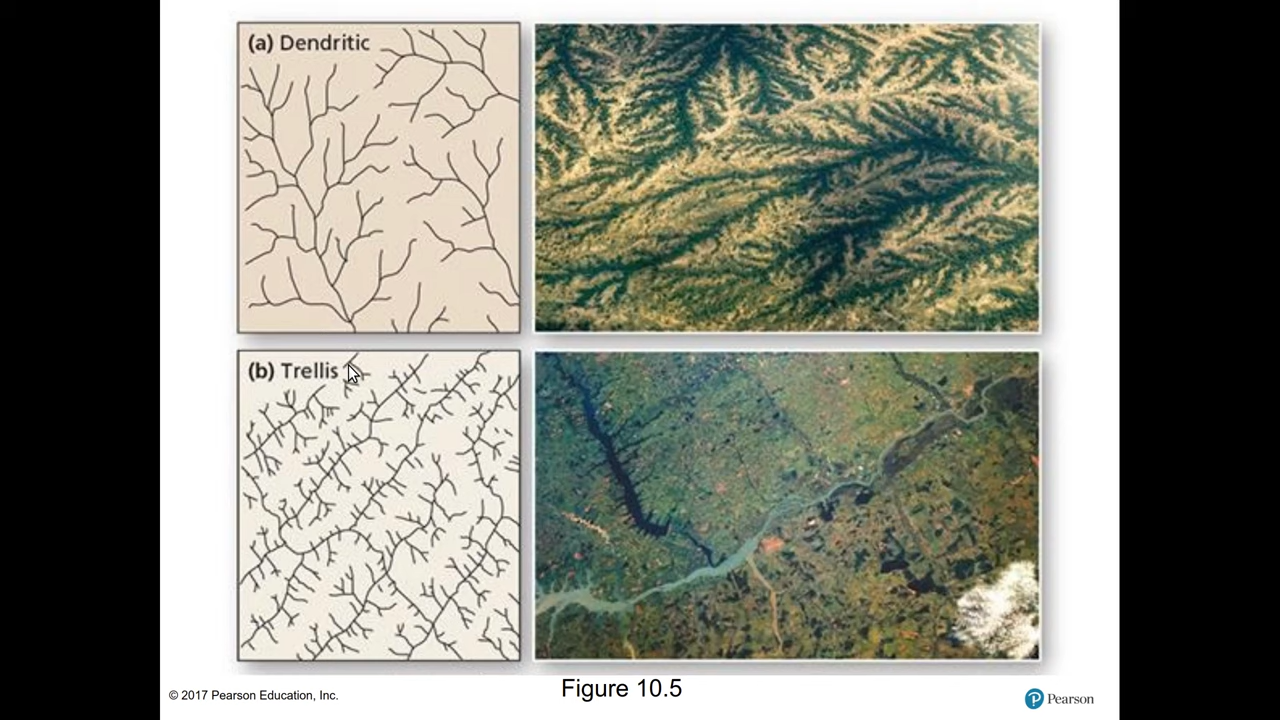 (a) Dendritic
(b) Trellis
Figure 10.5
© 2017 Pearson Education, Inc.
P Pearson